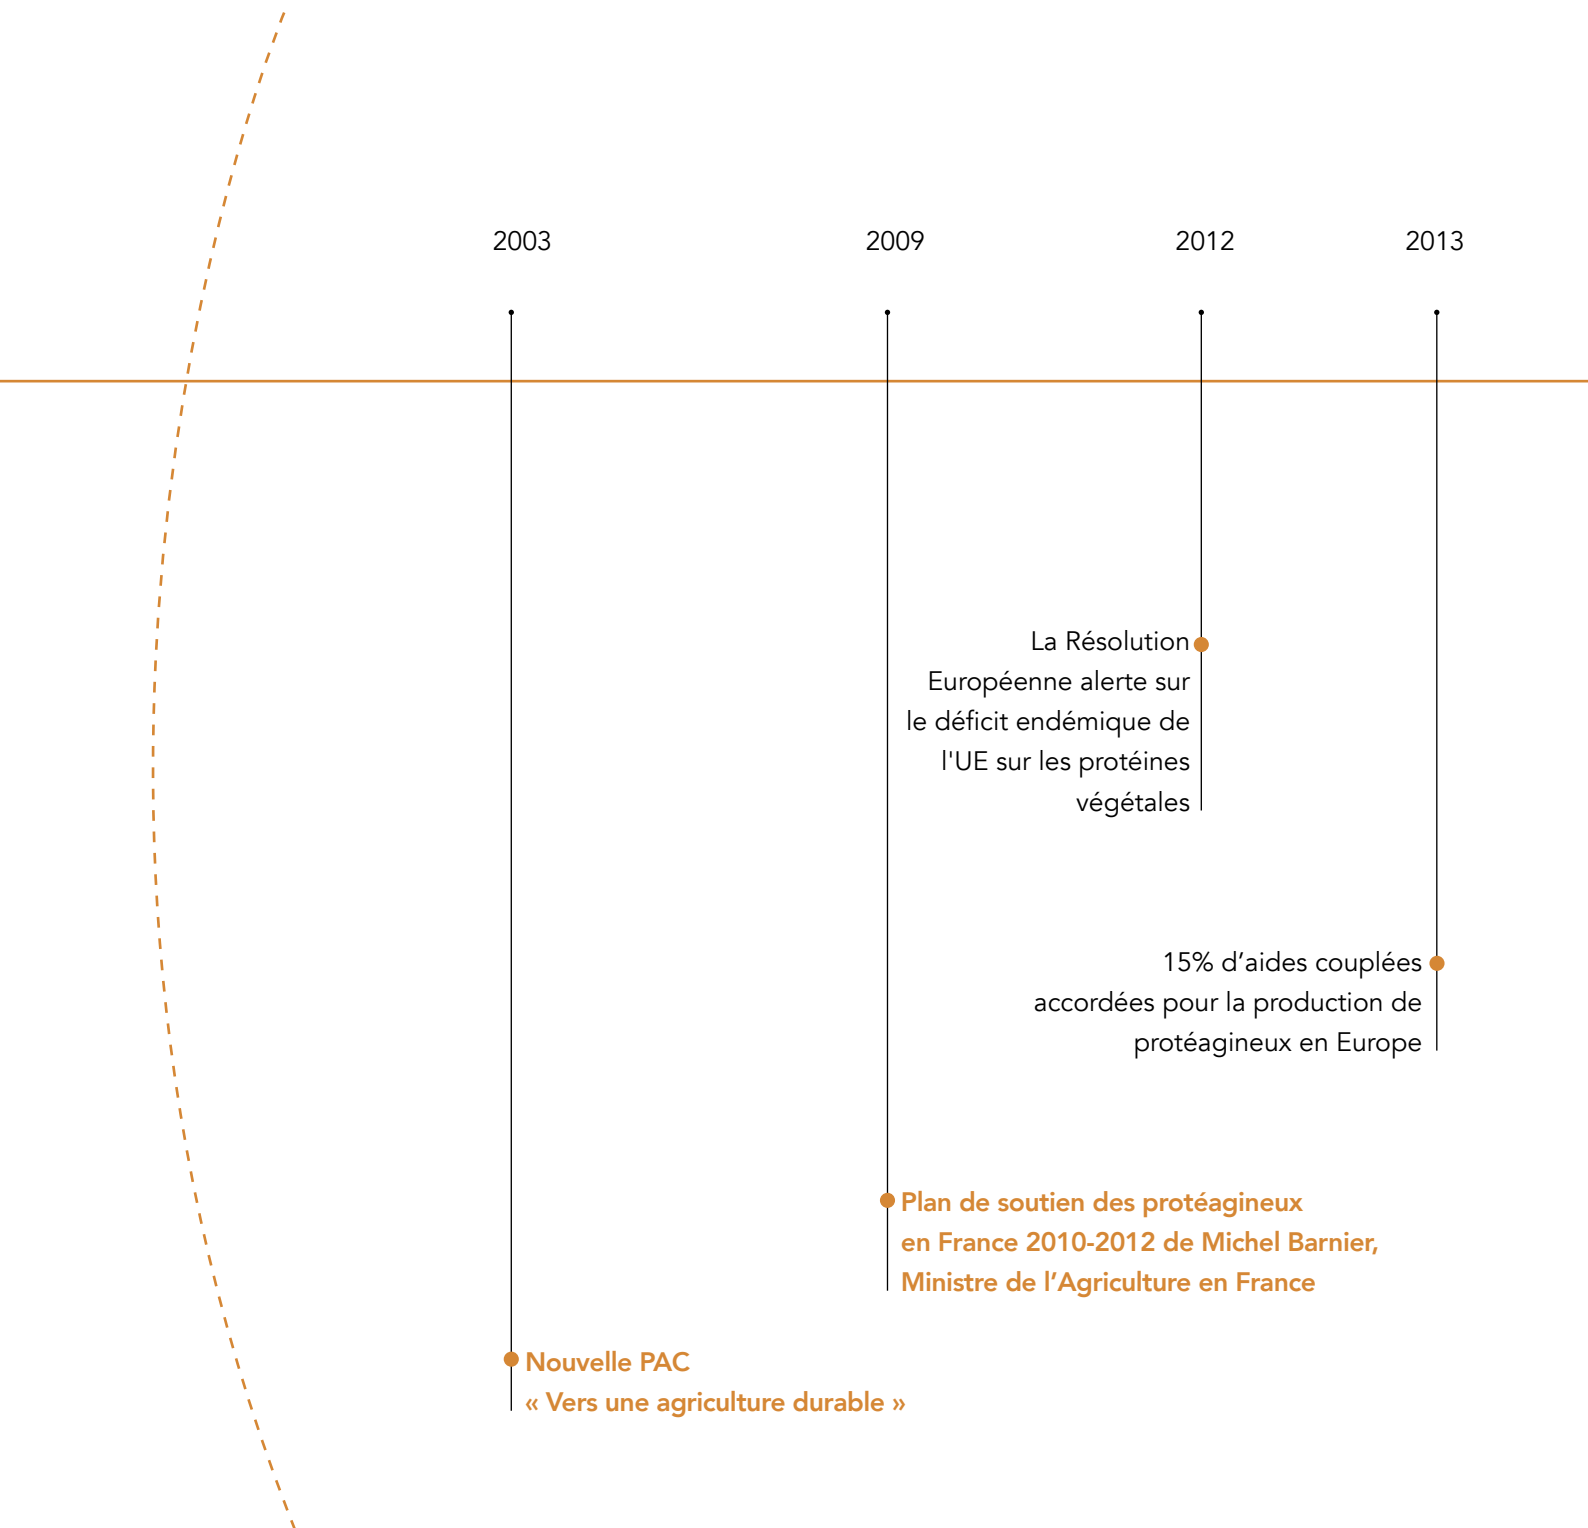 2003
2009
2012
2013
La Résolution
Européenne alerte sur
le déficit endémique de
l'UE sur les protéines
végétales
15% d’aides couplées
accordées pour la production de
protéagineux en Europe
Plan de soutien des protéagineux
en France 2010-2012 de Michel Barnier,
Ministre de l’Agriculture en France
Nouvelle PAC
« Vers une agriculture durable »